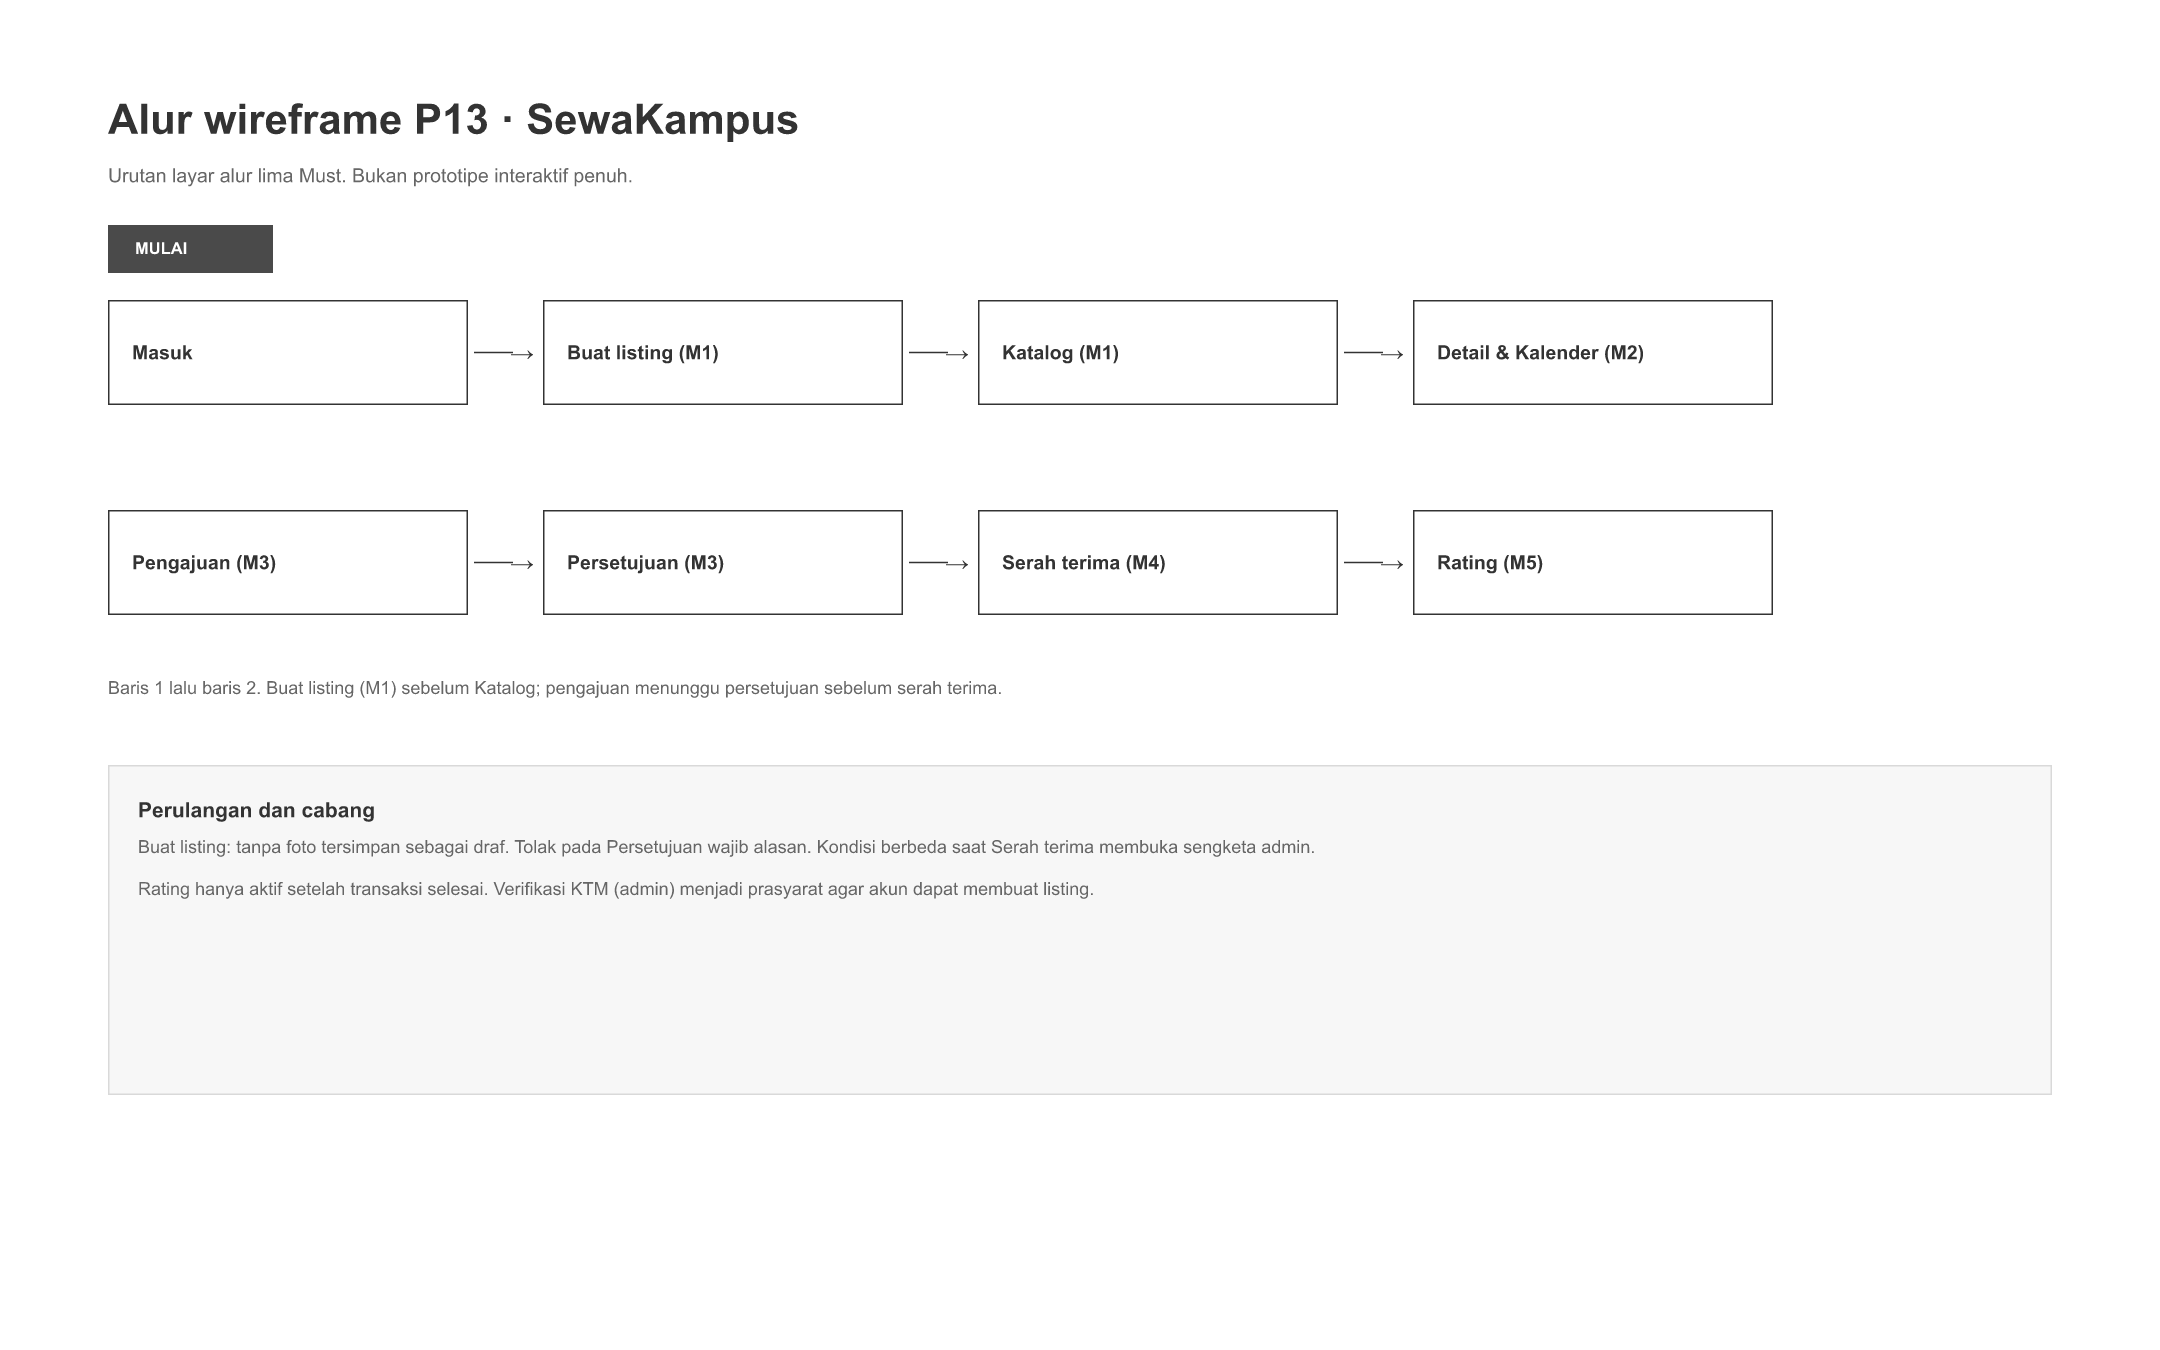 Alur wireframe P13 · SewaKampus
Urutan layar alur lima Must. Bukan prototipe interaktif penuh.
MULAI
Masuk
Buat listing (M1)
Katalog (M1)
Detail & Kalender (M2)
Pengajuan (M3)
Persetujuan (M3)
Serah terima (M4)
Rating (M5)
Baris 1 lalu baris 2. Buat listing (M1) sebelum Katalog; pengajuan menunggu persetujuan sebelum serah terima.
Perulangan dan cabang
Buat listing: tanpa foto tersimpan sebagai draf. Tolak pada Persetujuan wajib alasan. Kondisi berbeda saat Serah terima membuka sengketa admin.
Rating hanya aktif setelah transaksi selesai. Verifikasi KTM (admin) menjadi prasyarat agar akun dapat membuat listing.